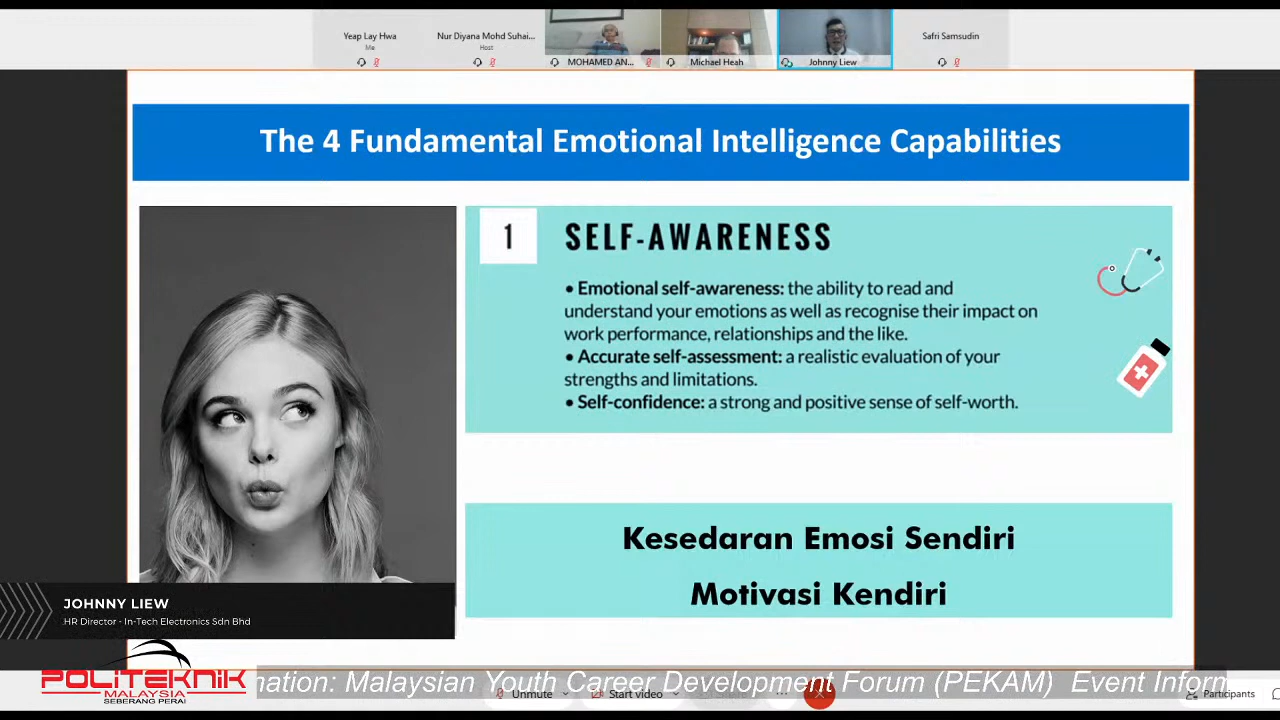 Yeap Lay Hwa
Me
Nur Diyana Mohd Suhai...
Host
MOHAMED AN...
Michael Heah
Johnny Liew
Safri Samsudin
The 4 Fundamental Emotional Intelligence Capabilities
1
SELF-AWARENESS
• Emotional self-awareness: the ability to read and
understand your emotions as well as recognise their impact on
work performance, relationships and the like.
• Accurate self-assessment: a realistic evaluation of your
strengths and limitations.
• Self-confidence: a strong and positive sense of self-worth.
Kesedaran Emosi Sendiri
Motivasi Kendiri
JOHNNY LIEW
HR Director - In-Tech Electronics Sdn Bhd
POLITEKNIK
MALAYSIA
SEBERANG PERAI
mation: Malaysian Youth Career Development Forum (PEKAM) Event Inform
Unmute
Start video
Participants